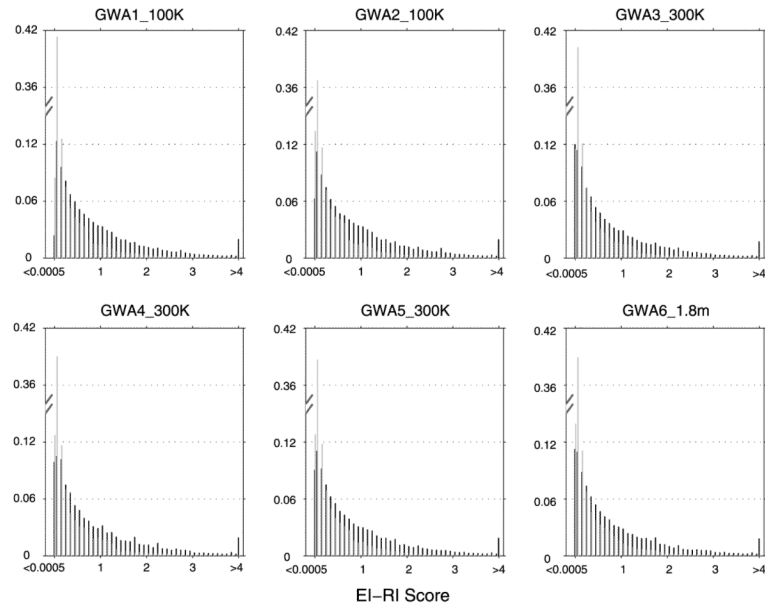 GWA1_100K GWA2_100K GWA3_300K
0.42 0.42 0.42
0.36 0.36 0.36
0.12 0.12 0.12
0.06 0.06 0.06
0 0 0
<0.0005 1 2 3 >4 <0.0005 1 2 3 >4 <0.0005 1 2 3 >4
GWA4_300K GWA5_300K GWA6_1.8m
0.42 0.42 0.42
0.36 0.36 0.36
0.12 0.12 0.12
0.06 0.06 0.06
0 0 0
<0.0005 1 2 3 >4 <0.0005 1 2 3 >4 <0.0005 1 2 3 >4
EI–RI Score